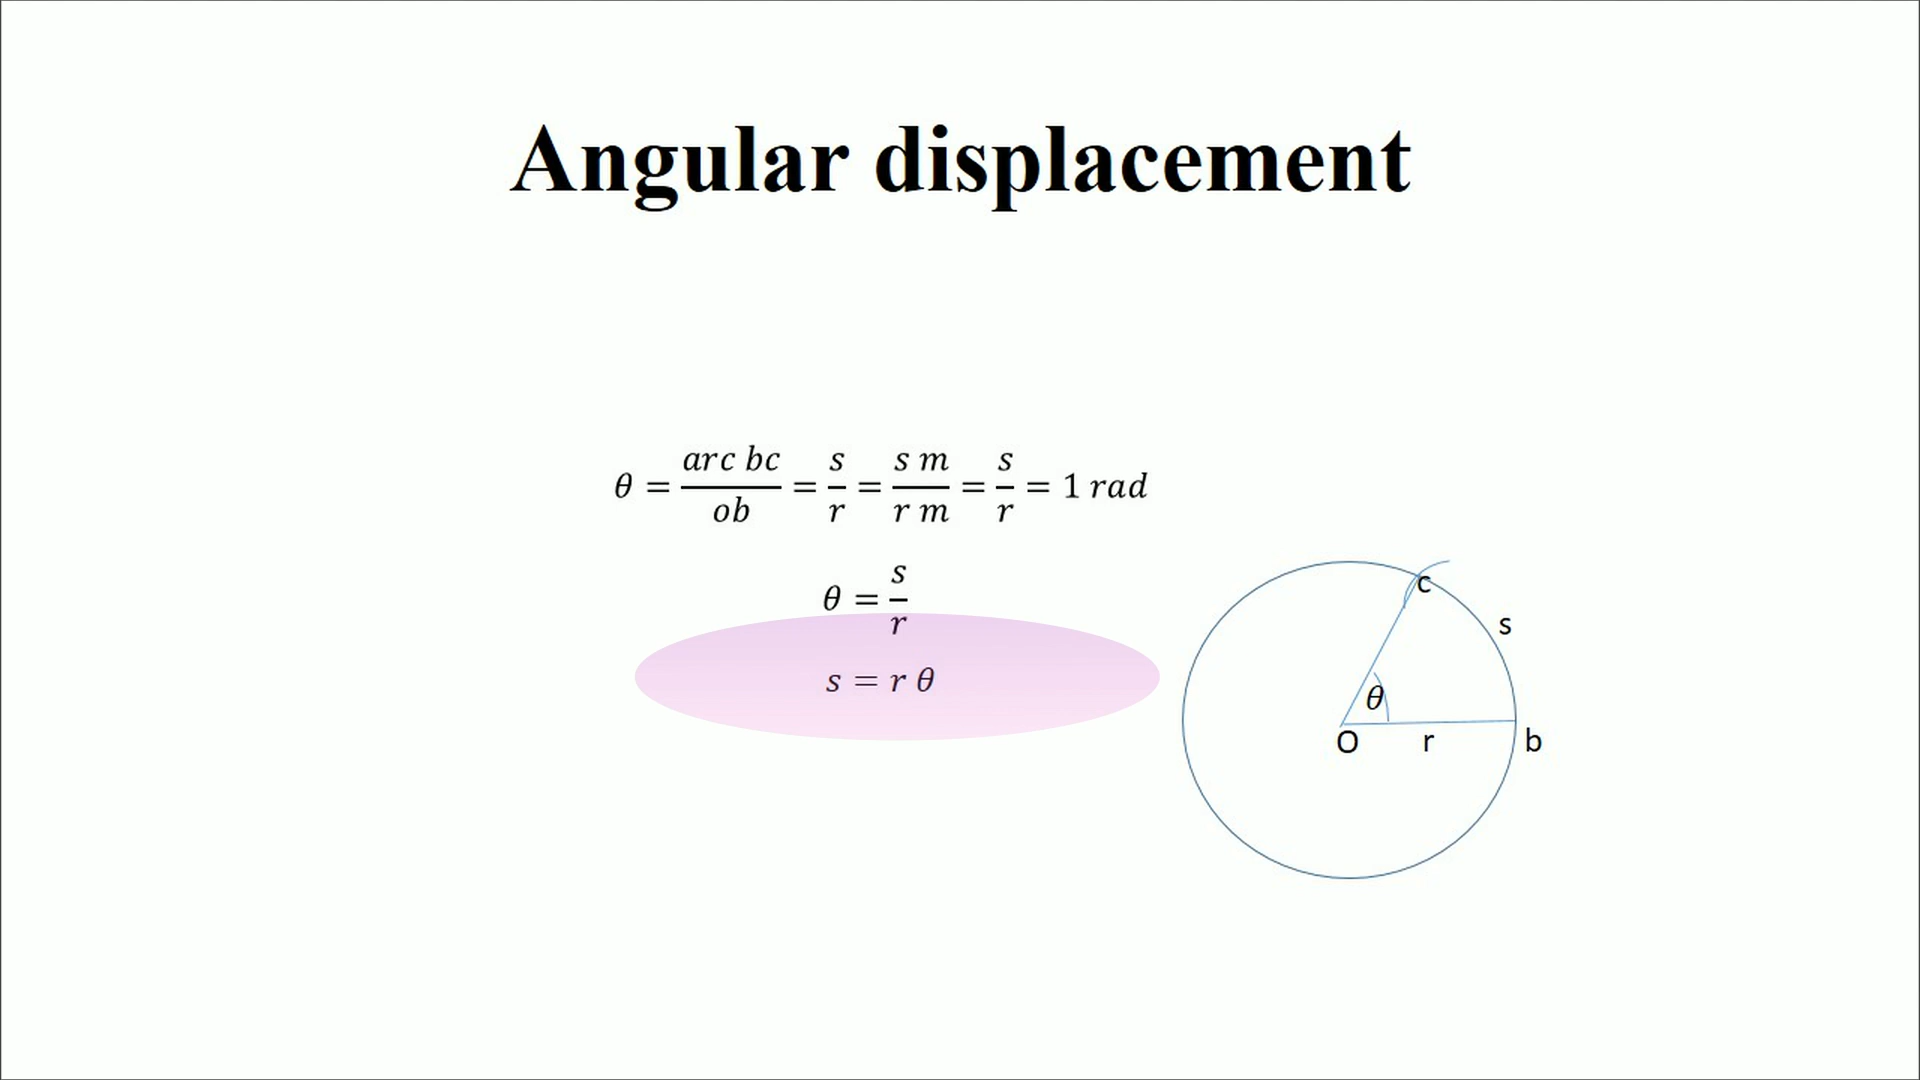 Angular displacement
θ = arc bc / ob = s / r = s m / r m = s / r = 1 rad
θ = s / r
s = r θ
c
s
θ
O r b